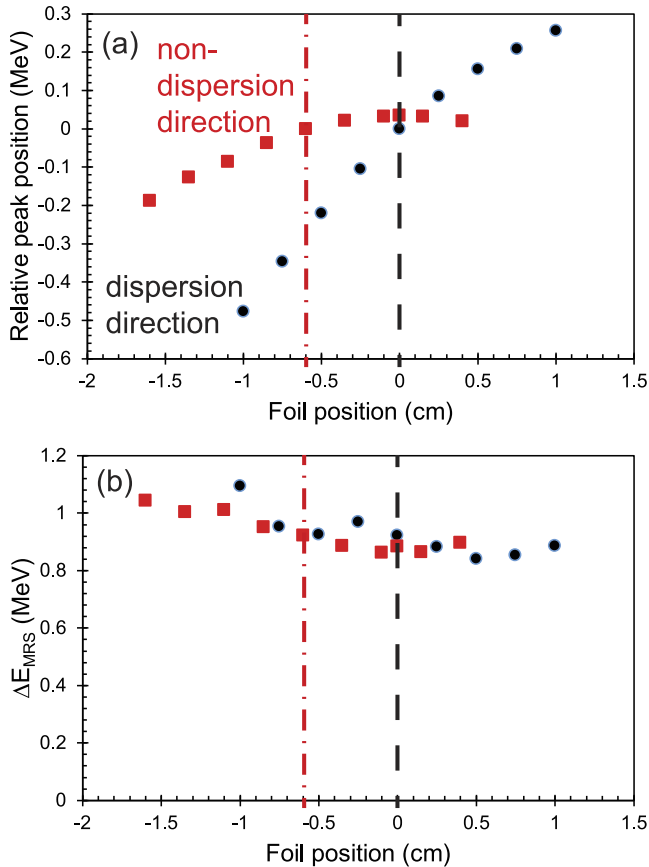 (a)
non-
dispersion
direction
dispersion
direction
Relative peak position (MeV)
0.3
0.2
0.1
0
-0.1
-0.2
-0.3
-0.4
-0.5
-0.6
-2 -1.5 -1 -0.5 0 0.5 1 1.5
Foil position (cm)
(b)
ΔE_MRS (MeV)
1.2
1
0.8
0.6
0.4
0.2
0
-2 -1.5 -1 -0.5 0 0.5 1 1.5
Foil position (cm)